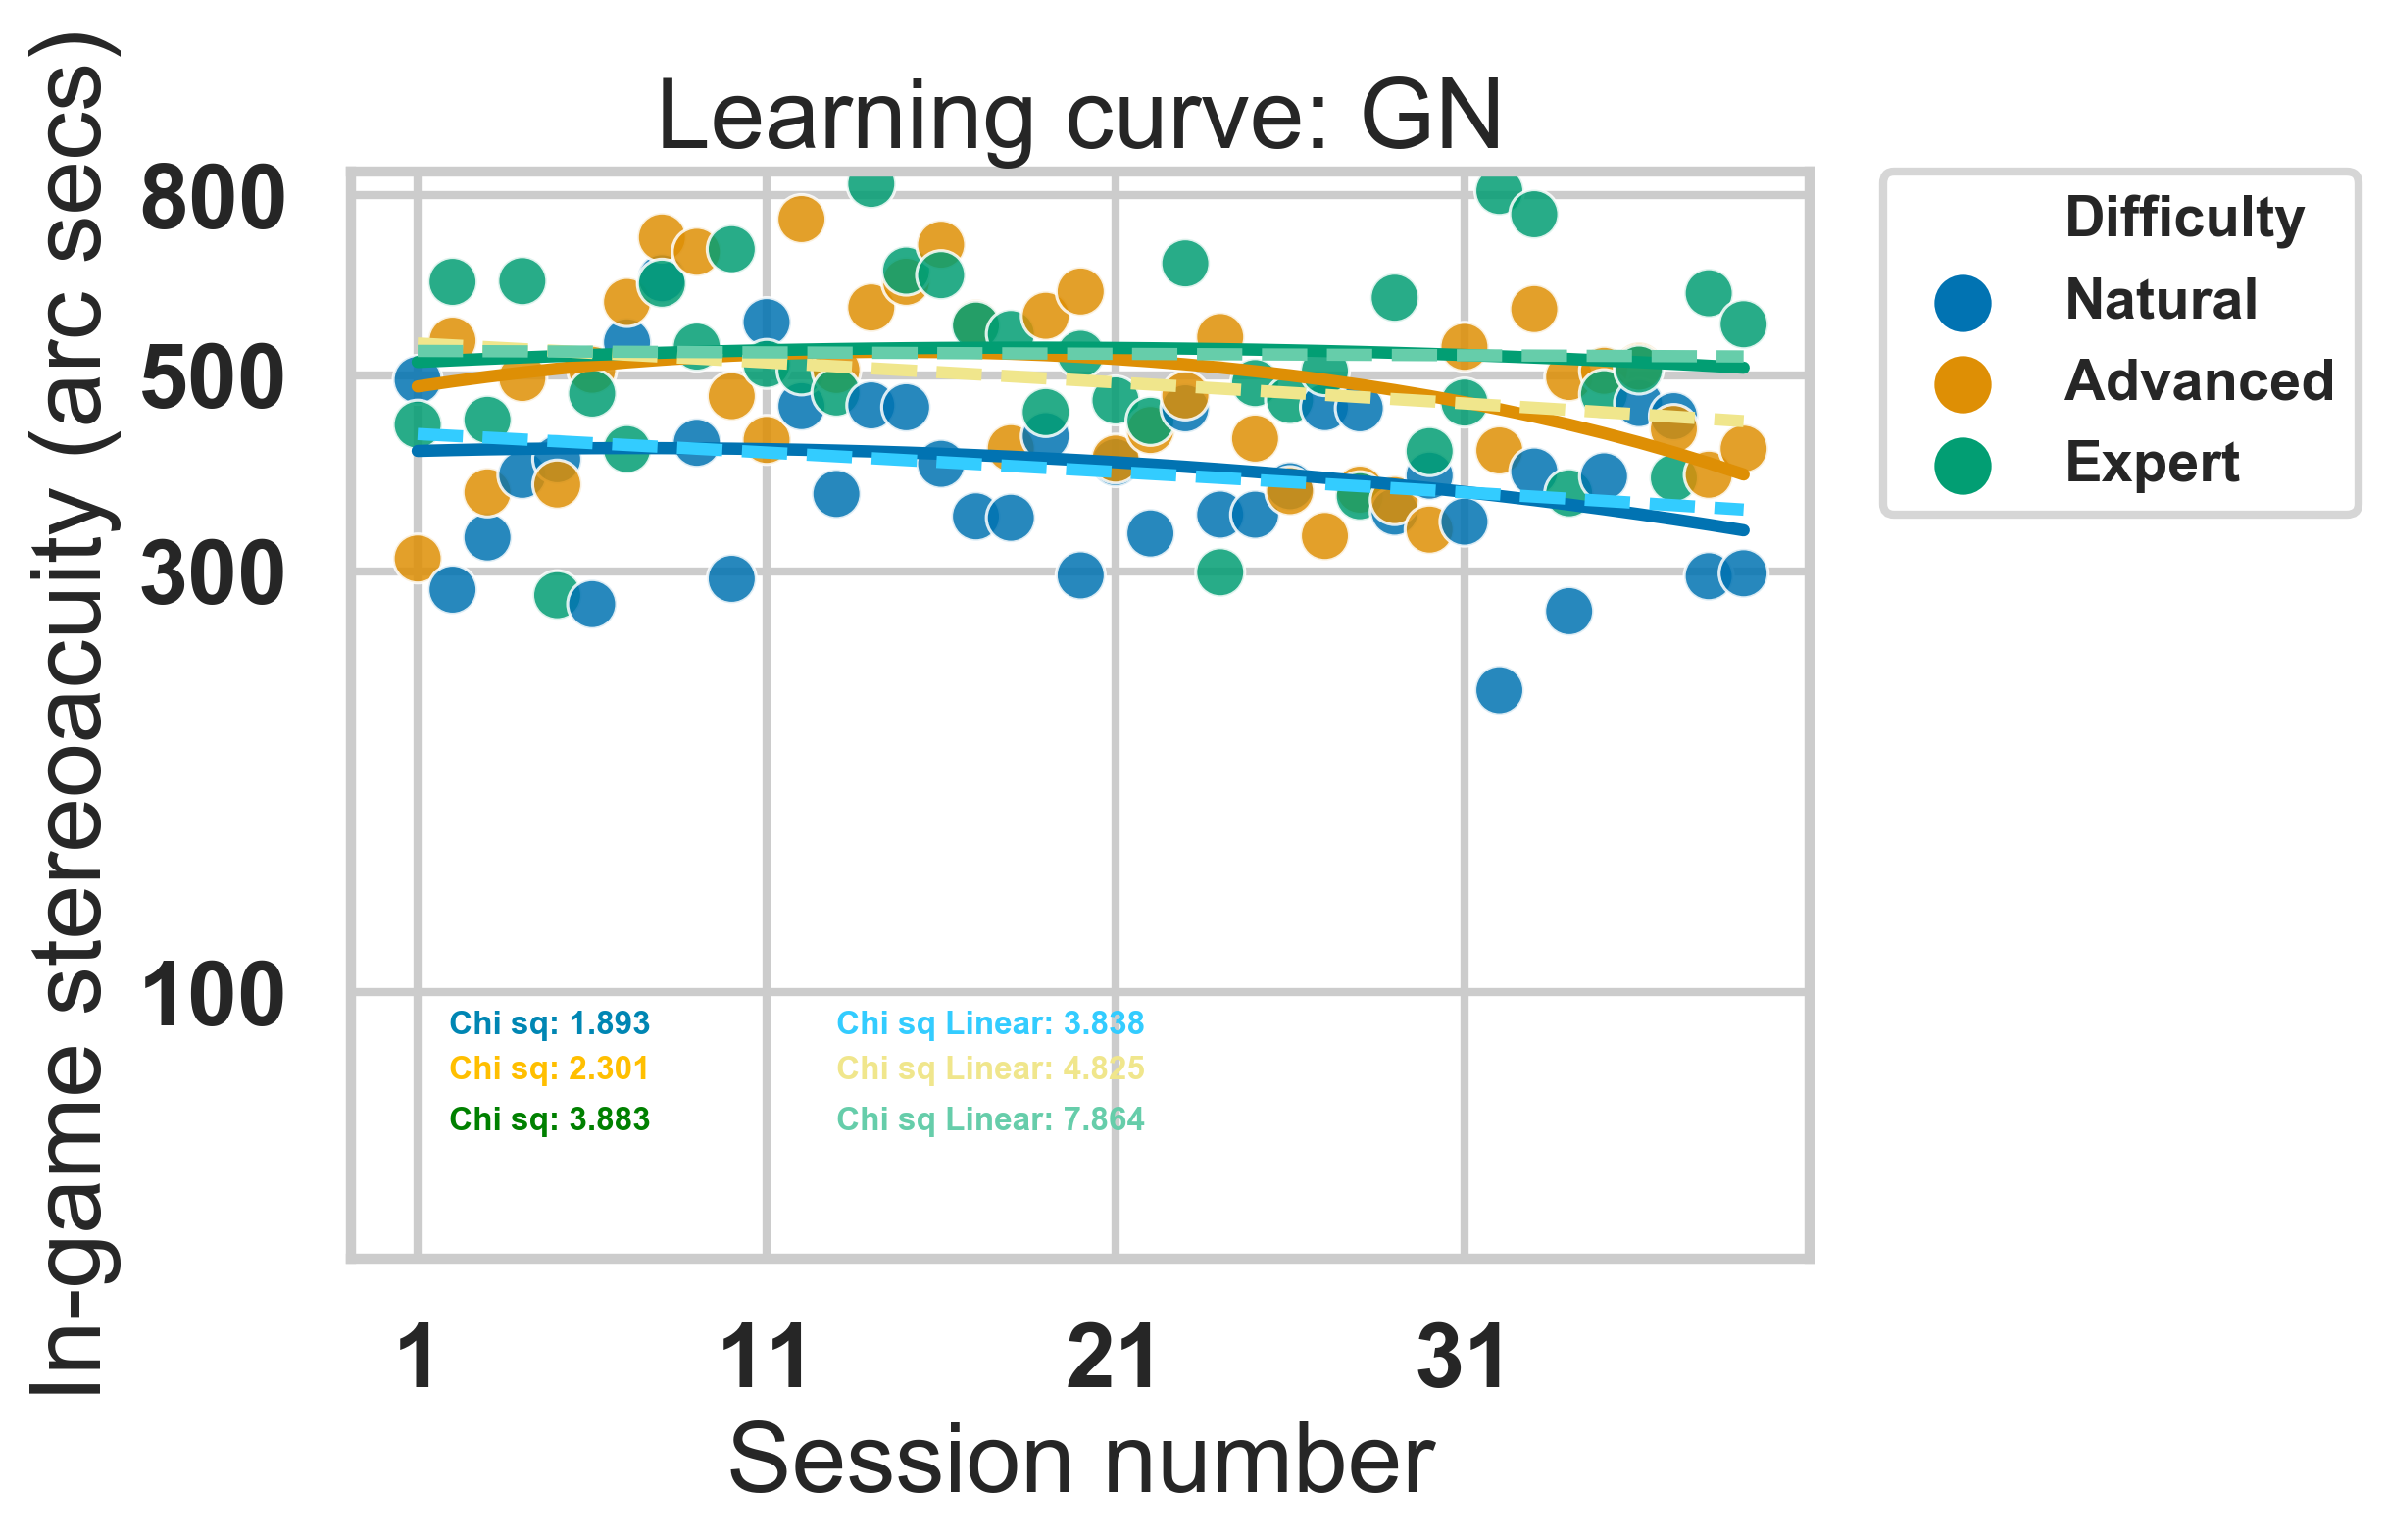 Learning curve: GN
In-game stereoacuity (arc secs)
800
500
300
100
Difficulty
Natural
Advanced
Expert
Chi sq: 1.893
Chi sq Linear: 3.838
Chi sq: 2.301
Chi sq Linear: 4.825
Chi sq: 3.883
Chi sq Linear: 7.864
1
11
21
31
Session number